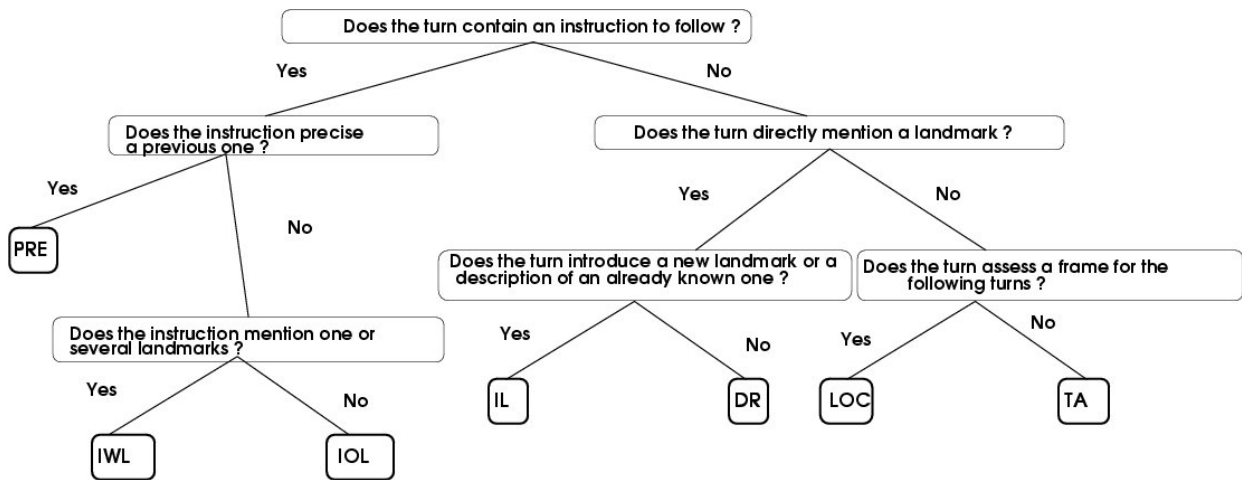 Does the turn contain an instruction to follow ?
Yes
No
Does the instruction precise
a previous one ?
Does the turn directly mention a landmark ?
Yes
No
Yes
No
PRE
Does the turn introduce a new landmark or a
description of an already known one ?
Does the turn assess a frame for the
following turns ?
Does the instruction mention one or
several landmarks ?
Yes
No
Yes
No
Yes
No
IL
DR
LOC
TA
IWL
IOL